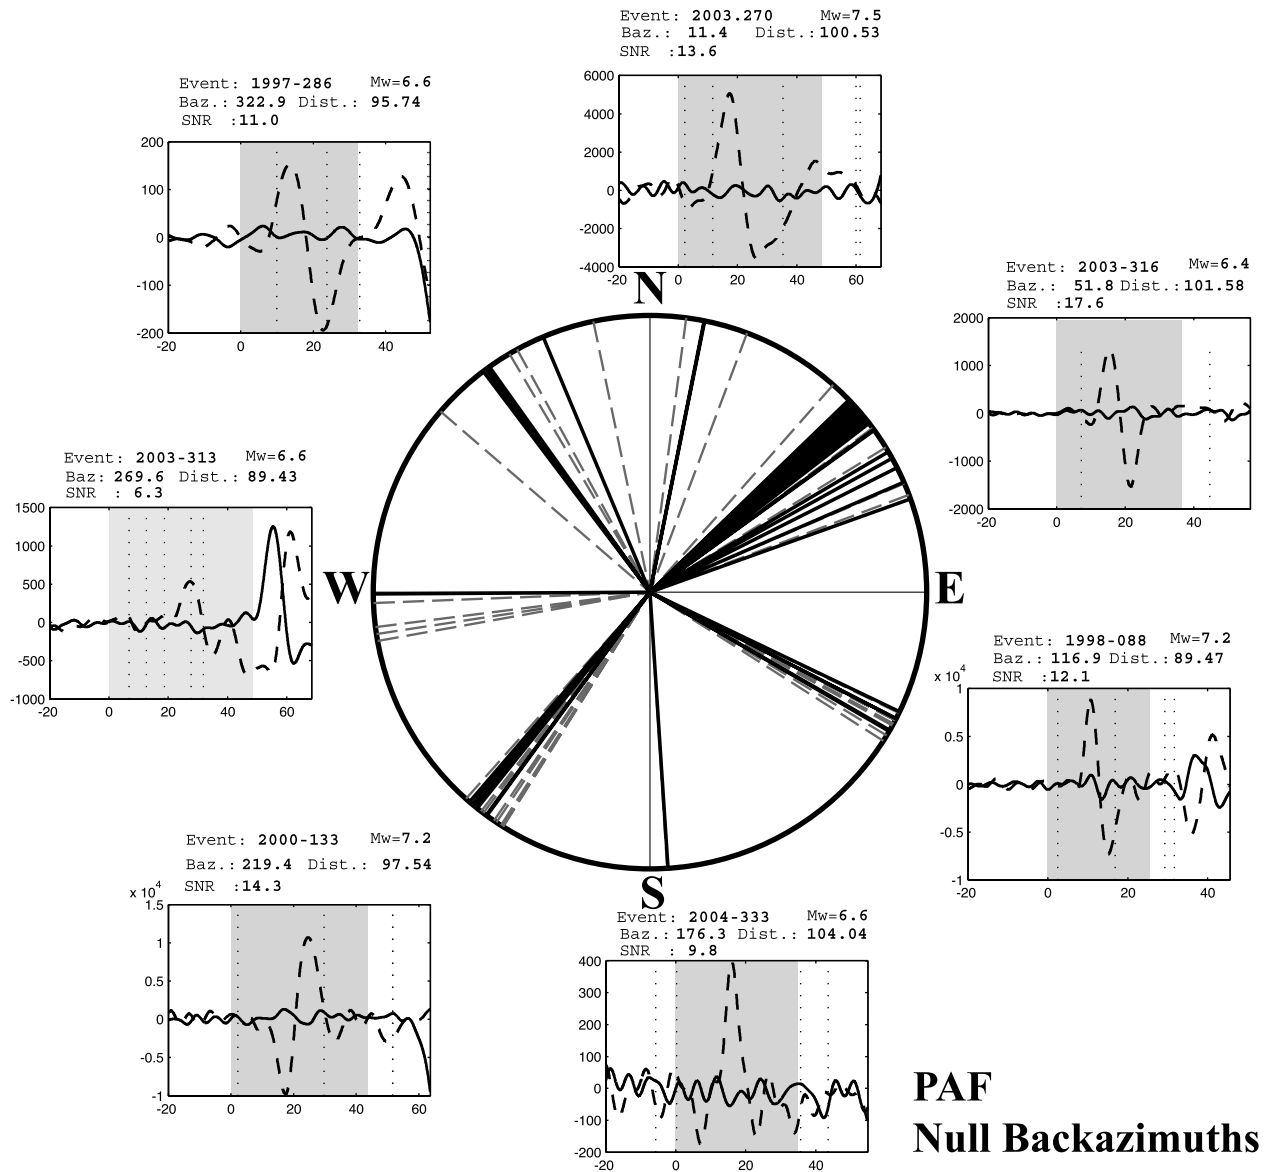 Event: 2003.270 Mw=7.5
Baz.: 11.4 Dist.:100.53
SNR :13.6
6000
4000
2000
0
-2000
-4000
-20 0 20 40 60
Event: 1997-286 Mw=6.6
Baz.:322.9 Dist.: 95.74
SNR :11.0
200
100
0
-100
-200
-20 0 20 40
Event: 2003-316 Mw=6.4
Baz.: 51.8 Dist.:101.58
SNR :17.6
2000
1000
0
-1000
-2000
-20 0 20 40
N
Event: 2003-313 Mw=6.6
Baz:269.6 Dist.:89.43
SNR : 6.3
1500
1000
500
0
-500
-1000
-20 0 20 40 60
W
E
Event: 1998-088 Mw=7.2
Baz.:116.9 Dist.:89.47
SNR :12.1
x 10⁴
1
0.5
0
-0.5
-1
-20 0 20 40
S
Event: 2000-133 Mw=7.2
Baz.:219.4 Dist.: 97.54
SNR :14.3
x 10⁴
1.5
1
0.5
0
-0.5
-1
-20 0 20 40 60
Event: 2004-333 Mw=6.6
Baz.:176.3 Dist.:104.04
SNR : 9.8
400
300
200
100
0
-100
-200
-20 0 20 40
PAF
Null Backazimuths